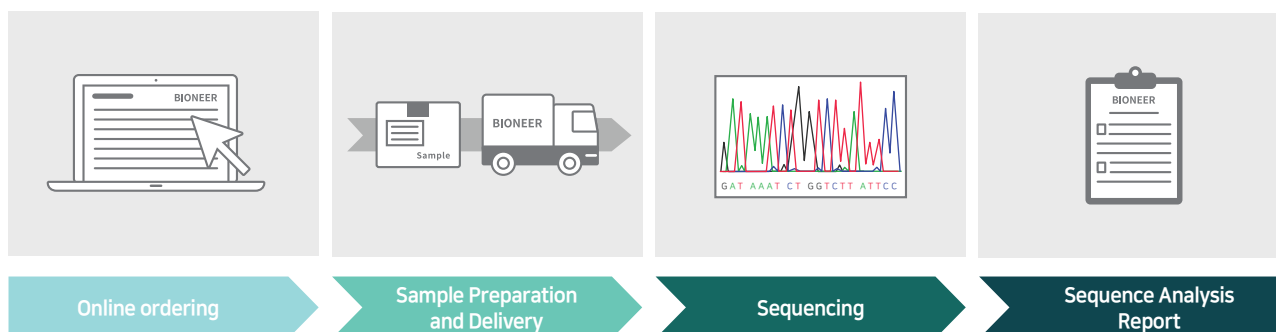 BIONEER
Sample
BIONEER
GAT AAAT CT GGTCTT ATTCC
BIONEER
Online ordering
Sample Preparation
and Delivery
Sequencing
Sequence Analysis
Report